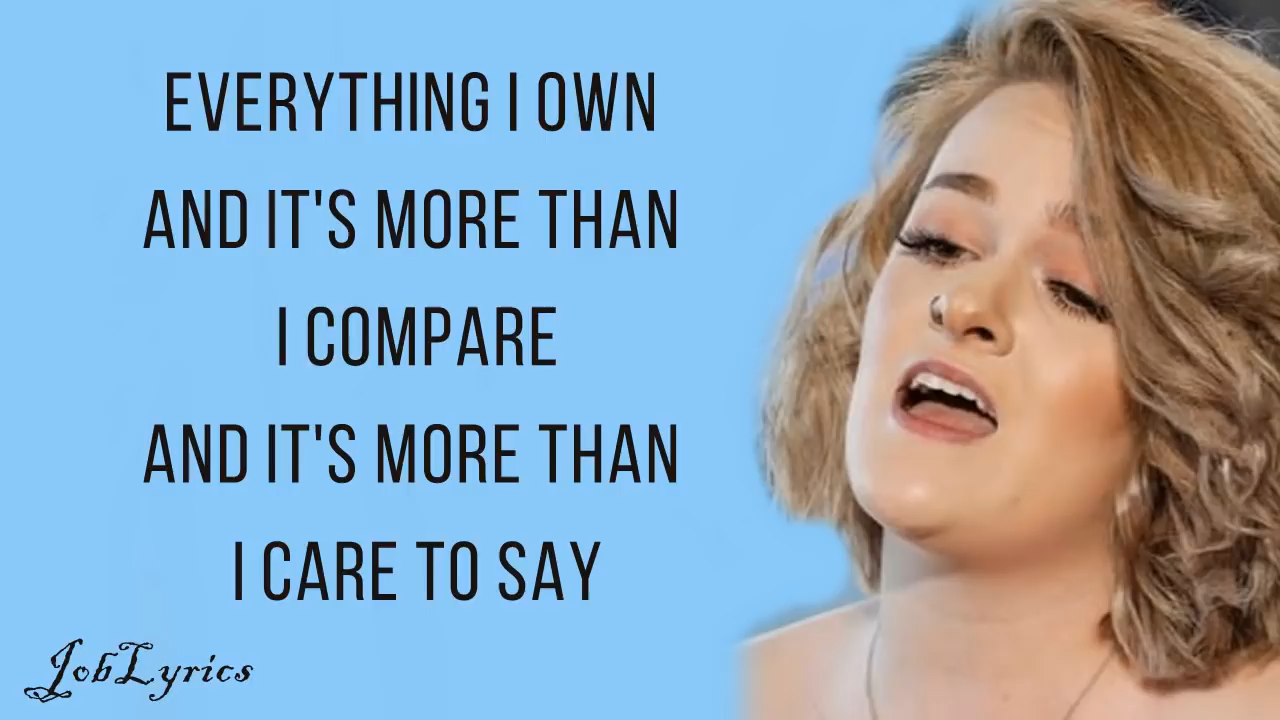 EVERYTHING I OWN
AND IT'S MORE THAN
I COMPARE
AND IT'S MORE THAN
I CARE TO SAY
JobLyrics